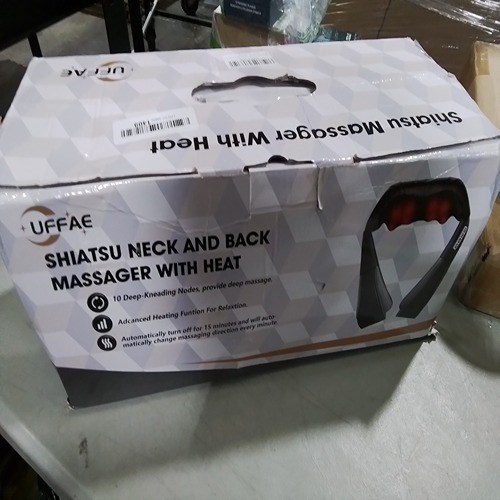 UFFAE
Shiatsu Massager With Heat
UFFAE
SHIATSU NECK AND BACK
MASSAGER WITH HEAT
10 Deep-Kneading Nodes, provide deep massage.
Advanced Heating Funtion For Relaxtion.
Automatically turn off for 15 minutes and will auto-
matically change massaging direction every minute.